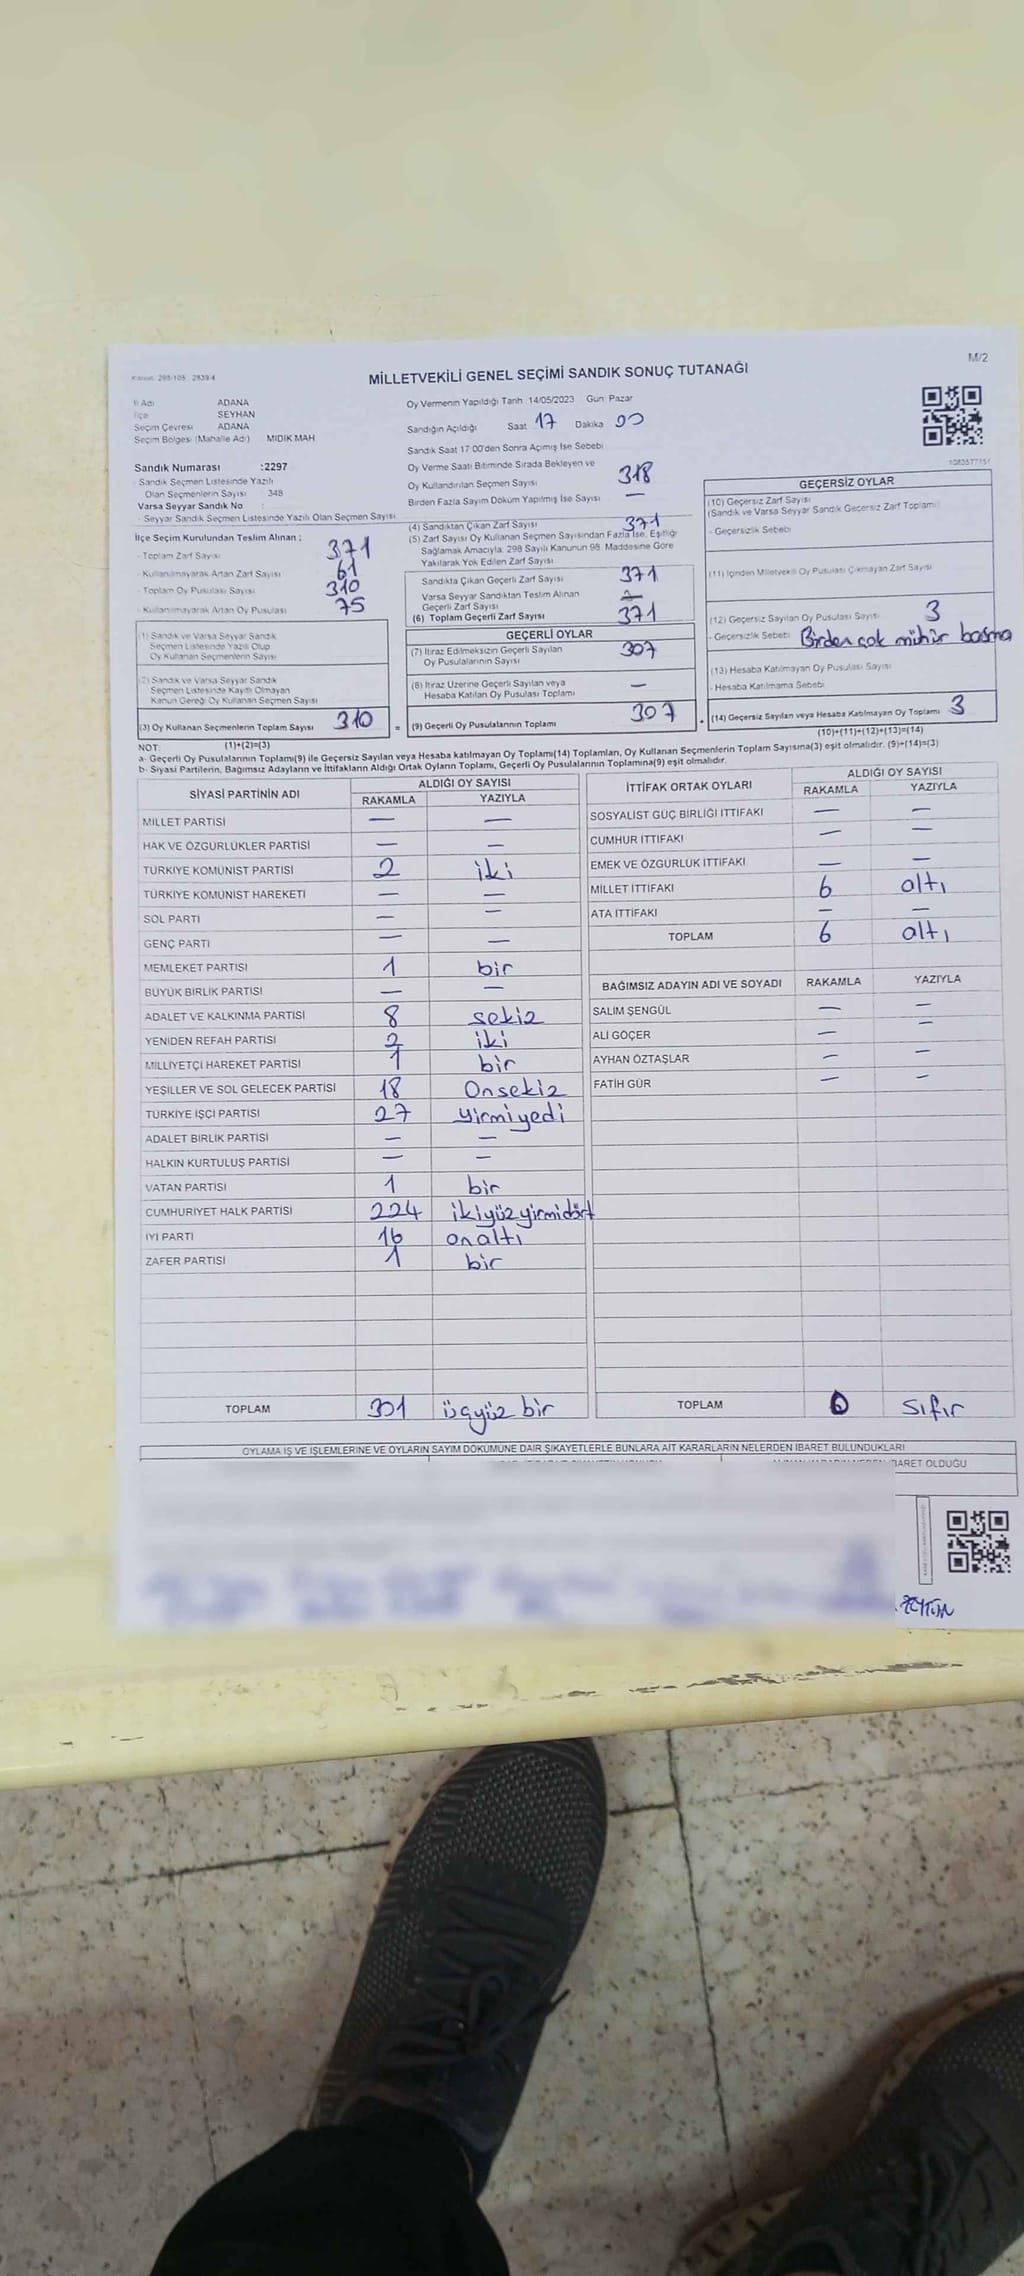 Kanun: 298/105 2839/4
MİLLETVEKİLİ GENEL SEÇİMİ SANDIK SONUÇ TUTANAĞI
M/2
İl Adı ADANA
İlçe SEYHAN
Seçim Çevresi ADANA
Seçim Bölgesi (Mahalle Adı) MIDIK MAH
Sandık Numarası :2297
- Sandık Seçmen Listesinde Yazılı
Olan Seçmenlerin Sayısı : 348
Varsa Seyyar Sandık No
- Seyyar Sandık Seçmen Listesinde Yazılı Olan Seçmen Sayısı:
İlçe Seçim Kurulundan Teslim Alınan ;
- Toplam Zarf Sayısı 371
- Kullanılmayarak Artan Zarf Sayısı 61
- Toplam Oy Pusulası Sayısı 310
- Kullanılmayarak Artan Oy Pusulası 75
(1) Sandık ve Varsa Seyyar Sandık
Seçmen Listesinde Yazılı Olup
Oy Kullanan Seçmenlerin Sayısı
(2) Sandık ve Varsa Seyyar Sandık
Seçmen Listesinde Kayıtlı Olmayan
Kanun Gereği Oy Kullanan Seçmen Sayısı
(3) Oy Kullanan Seçmenlerin Toplam Sayısı 310 =
(1)+(2)=(3)
Oy Vermenin Yapıldığı Tarih 14/05/2023 Gün: Pazar
Sandığın Açıldığı Saat 17 Dakika 00
Sandık Saat 17:00'den Sonra Açımış İse Sebebi
Oy Verme Saati Bitiminde Sırada Bekleyen ve
Oy Kullandırılan Seçmen Sayısı 318
Birden Fazla Sayım Döküm Yapılmış İse Sayısı —
(4) Sandıktan Çıkan Zarf Sayısı 371
(5) Zarf Sayısı Oy Kullanan Seçmen Sayısından Fazla İse, Eşitliği
Sağlamak Amacıyla 298 Sayılı Kanunun 98. Maddesine Göre
Yakılarak Yok Edilen Zarf Sayısı
Sandıkta Çıkan Geçerli Zarf Sayısı 371
Varsa Seyyar Sandıktan Teslim Alınan
Geçerli Zarf Sayısı
(6) Toplam Geçerli Zarf Sayısı 371
GEÇERLİ OYLAR
(7) İtiraz Edilmeksizin Geçerli Sayılan
Oy Pusulalarının Sayısı 307
(8) İtiraz Üzerine Geçerli Sayılan veya
Hesaba Katılan Oy Pusulası Toplamı —
(9) Geçerli Oy Pusulalarının Toplamı 307 +
1083577151
GEÇERSİZ OYLAR
(10) Geçersiz Zarf Sayısı
(Sandık ve Varsa Seyyar Sandık Geçersiz Zarf Toplamı)
- Geçersizlik Sebebi
(11) İçinden Milletvekili Oy Pusulası Çıkmayan Zarf Sayısı
(12) Geçersiz Sayılan Oy Pusulası Sayısı 3
- Geçersizlik Sebebi Birden çok mühür basma
(13) Hesaba Katılmayan Oy Pusulası Sayısı
- Hesaba Katılmama Sebebi
(14) Geçersiz Sayılan veya Hesaba Katılmayan Oy Toplamı 3
(10)+(11)+(12)+(13)=(14)
NOT:
a- Geçerli Oy Pusulalarının Toplamı(9) ile Geçersiz Sayılan veya Hesaba katılmayan Oy Toplamı(14) Toplamları, Oy Kullanan Seçmenlerin Toplam Sayısına(3) eşit olmalıdır. (9)+(14)=(3)
b- Siyasi Partilerin, Bağımsız Adayların ve İttifakların Aldığı Ortak Oyların Toplamı, Geçerli Oy Pusulalarının Toplamına(9) eşit olmalıdır.
SİYASİ PARTİNİN ADI ALDIĞI OY SAYISI
RAKAMLA YAZIYLA
MİLLET PARTİSİ — —
HAK VE ÖZGÜRLÜKLER PARTİSİ — —
TÜRKİYE KOMÜNİST PARTİSİ 2 iki
TÜRKİYE KOMÜNİST HAREKETİ — —
SOL PARTİ — —
GENÇ PARTİ — —
MEMLEKET PARTİSİ 1 bir
BÜYÜK BİRLİK PARTİSİ — —
ADALET VE KALKINMA PARTİSİ 8 sekiz
YENİDEN REFAH PARTİSİ 2 iki
MİLLİYETÇİ HAREKET PARTİSİ 1 bir
YEŞİLLER VE SOL GELECEK PARTİSİ 18 Onsekiz
TÜRKİYE İŞÇİ PARTİSİ 27 yirmiyedi
ADALET BİRLİK PARTİSİ — —
HALKIN KURTULUŞ PARTİSİ — —
VATAN PARTİSİ 1 bir
CUMHURİYET HALK PARTİSİ 224 ikiyüzyirmidört
İYİ PARTİ 16 onaltı
ZAFER PARTİSİ 1 bir
TOPLAM 301 üçyüz bir
İTTİFAK ORTAK OYLARI ALDIĞI OY SAYISI
RAKAMLA YAZIYLA
SOSYALİST GÜÇ BİRLİĞİ İTTİFAKI — —
CUMHUR İTTİFAKI — —
EMEK VE ÖZGÜRLÜK İTTİFAKI — —
MİLLET İTTİFAKI 6 altı
ATA İTTİFAKI — —
TOPLAM 6 altı
BAĞIMSIZ ADAYIN ADI VE SOYADI RAKAMLA YAZIYLA
SALİM ŞENGÜL — —
ALİ GÖÇER — —
AYHAN ÖZTAŞLAR — —
FATİH GÜR — —
TOPLAM 0 sıfır
OYLAMA İŞ VE İŞLEMLERİNE VE OYLARIN SAYIM DÖKÜMÜNE DAİR ŞİKAYETLERLE BUNLARA AİT KARARLARIN NELERDEN İBARET BULUNDUKLARI
İBARET OLDUĞU